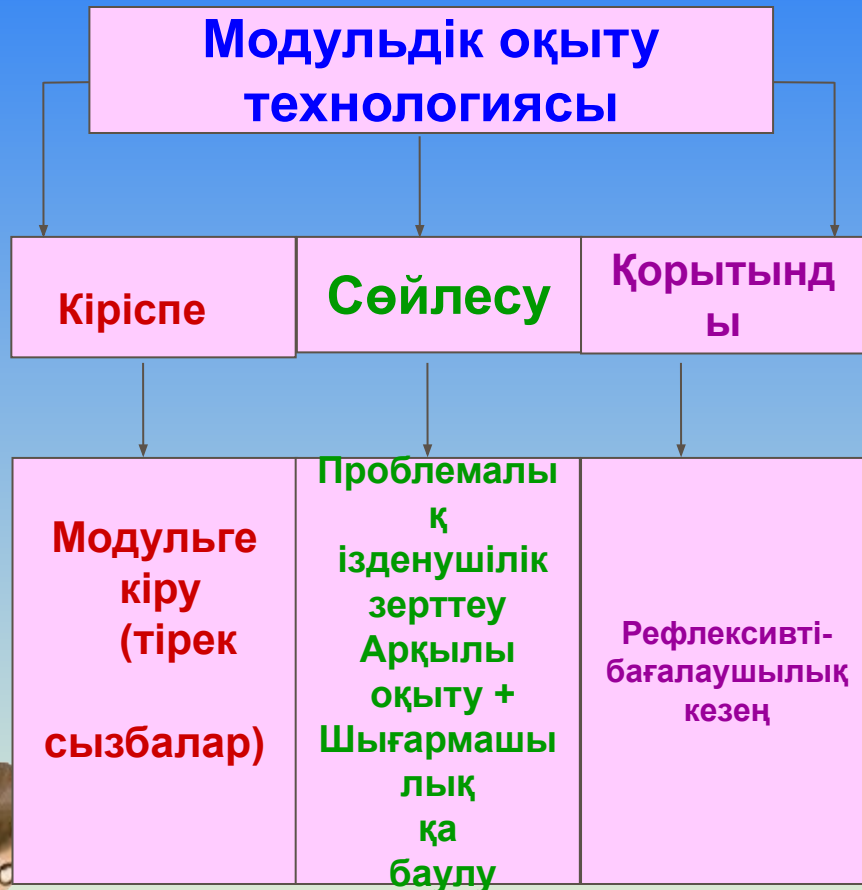 Модульдік оқыту
технологиясы
Кіріспе
Сөйлесу
Қорытынд
ы
Модульге
кіру
(тірек
сызбалар)
Проблемалы
қ
ізденушілік
зерттеу
Арқылы
оқыту +
Шығармашы
лық
қа
баулу
Рефлексивті-
бағалаушылық
кезең